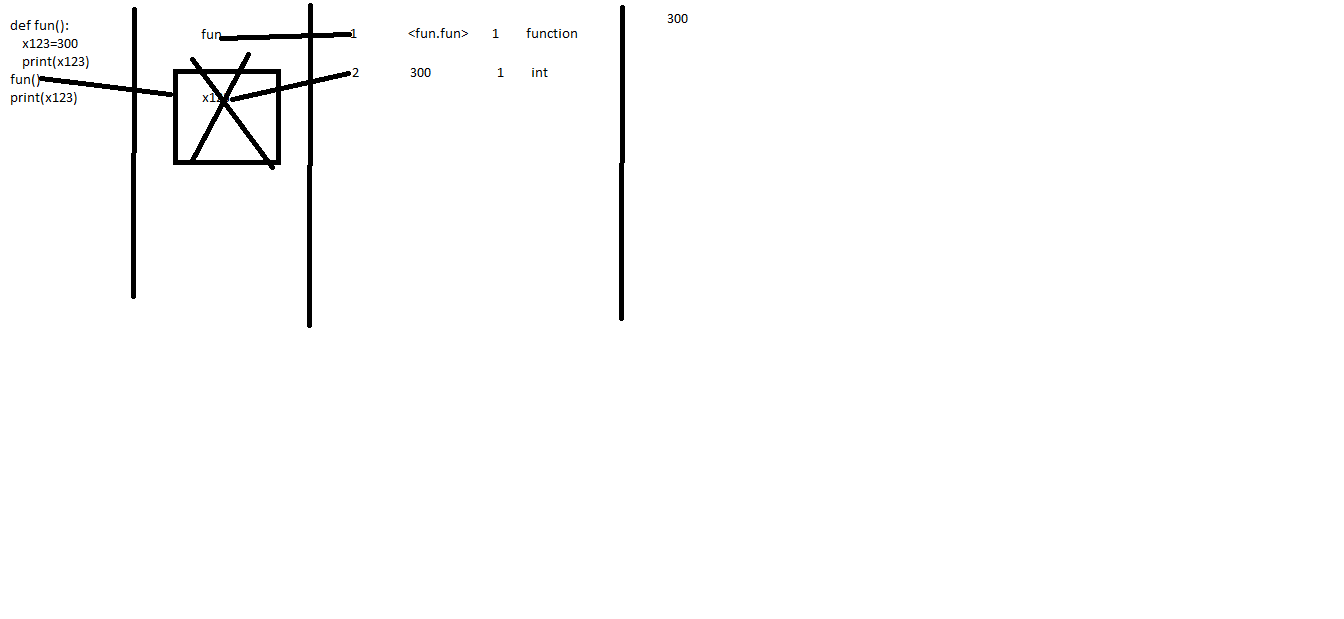 def fun():
x123=300
print(x123)
fun()
print(x123)
fun
1 <fun.fun> 1 function
2 300 1 int
300